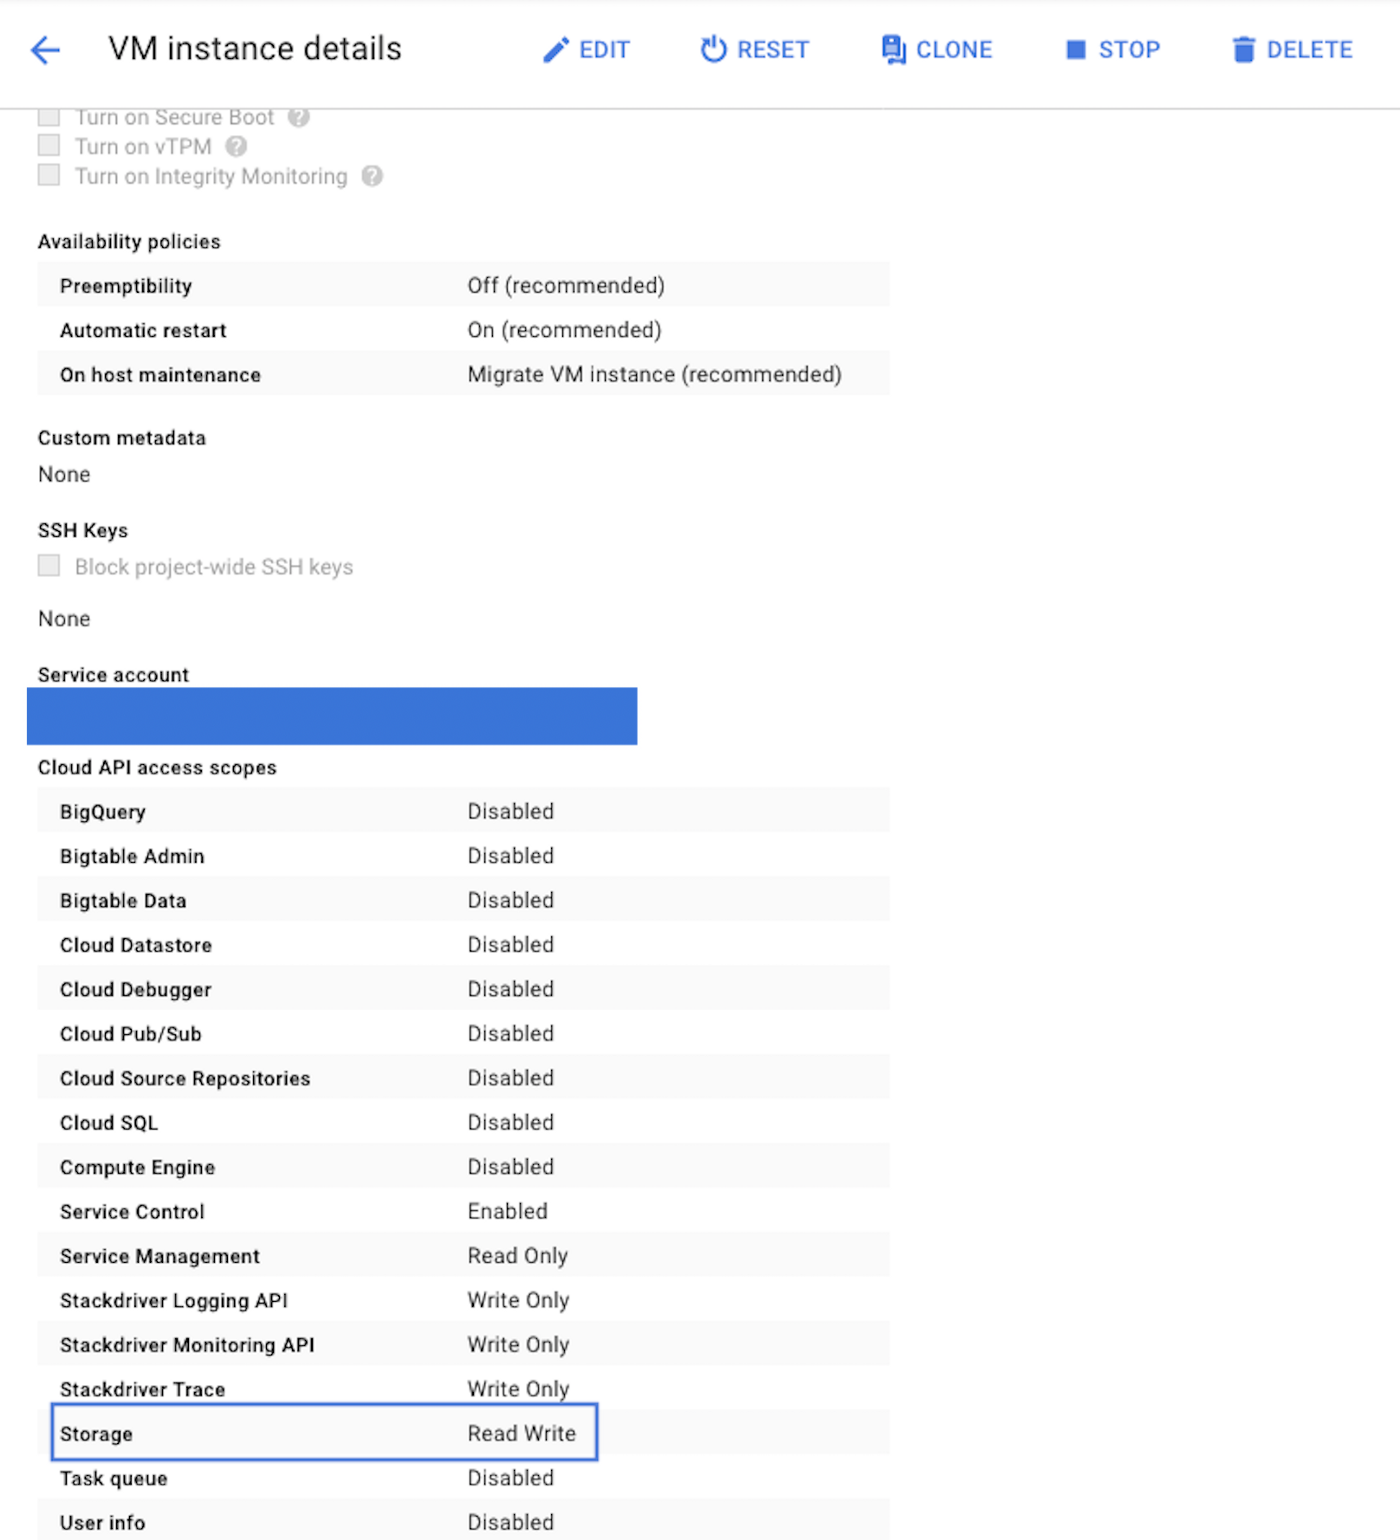 VM instance details EDIT RESET CLONE STOP DELETE
Turn on Secure Boot ?
Turn on vTPM ?
Turn on Integrity Monitoring ?
Availability policies
Preemptibility Off (recommended)
Automatic restart On (recommended)
On host maintenance Migrate VM instance (recommended)
Custom metadata
None
SSH Keys
Block project-wide SSH keys
None
Service account
Cloud API access scopes
BigQuery Disabled
Bigtable Admin Disabled
Bigtable Data Disabled
Cloud Datastore Disabled
Cloud Debugger Disabled
Cloud Pub/Sub Disabled
Cloud Source Repositories Disabled
Cloud SQL Disabled
Compute Engine Disabled
Service Control Enabled
Service Management Read Only
Stackdriver Logging API Write Only
Stackdriver Monitoring API Write Only
Stackdriver Trace Write Only
Storage Read Write
Task queue Disabled
User info Disabled